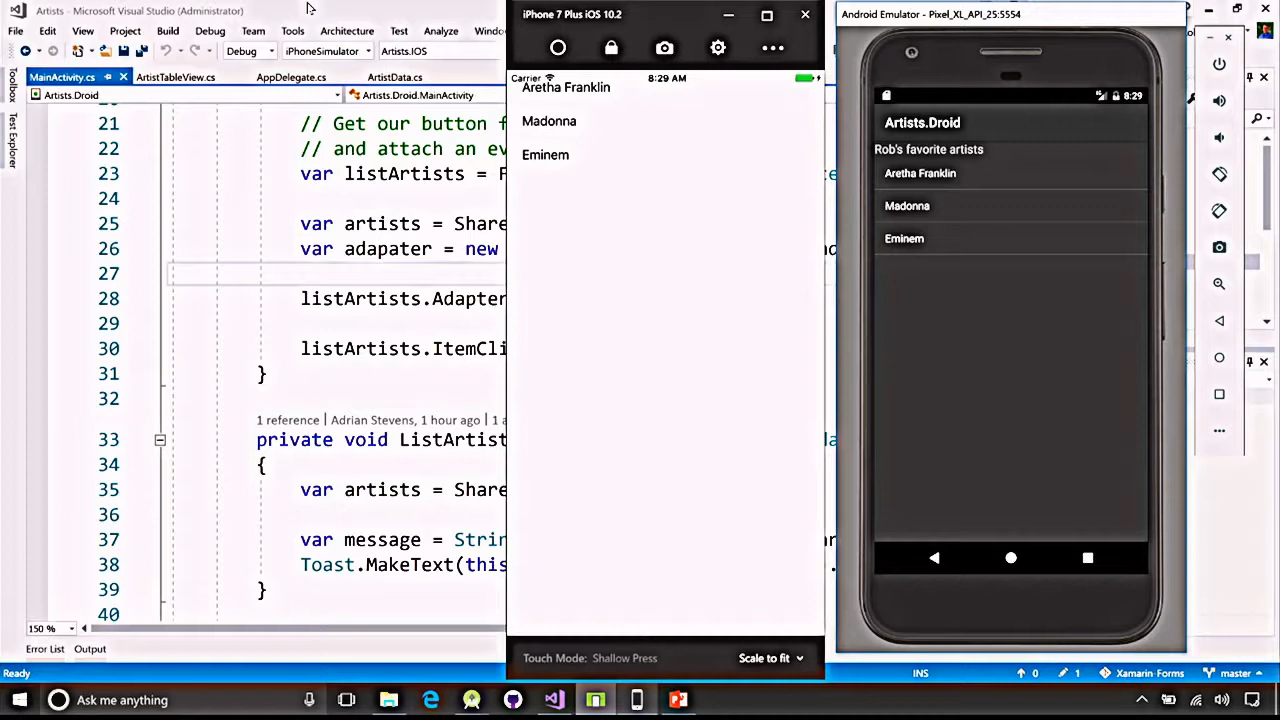 Artists - Microsoft Visual Studio (Administrator)
File Edit View Project Build Debug Team Tools Architecture Test Analyze Window
Debug iPhoneSimulator Artists.IOS
MainActivity.cs ArtistTableView.cs AppDelegate.cs ArtistData.cs
Artists.Droid Artists.Droid.MainActivity
Toolbox
Test Explorer
21 // Get our button f
22 // and attach an ev
23 var listArtists = F
24
25 var artists = Share
26 var adapater = new
27
28 listArtists.Adapter
29
30 listArtists.ItemCli
31 }
32
1 reference | Adrian Stevens, 1 hour ago | 1 a
33 private void ListArtist
34 {
35 var artists = Share
36
37 var message = Strin
38 Toast.MakeText(this
39 }
40
150 %
Error List Output
Ready
INS 0 1 Xamarin-Forms master
iPhone 7 Plus iOS 10.2
Carrier 8:29 AM
Aretha Franklin
Madonna
Eminem
Touch Mode: Shallow Press Scale to fit
Android Emulator - Pixel_XL_API_25:5554
8:29
Artists.Droid
Rob's favorite artists
Aretha Franklin
Madonna
Eminem
Ask me anything